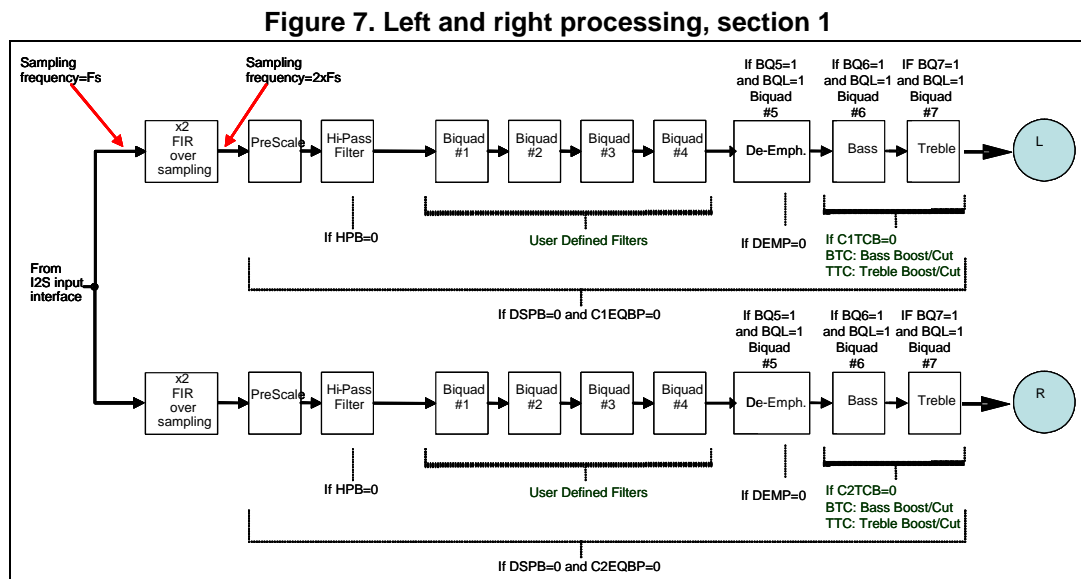 Figure 7. Left and right processing, section 1
Sampling
frequency=Fs
Sampling
frequency=2xFs
If BQ5=1
and BQL=1
Biquad
#5
If BQ6=1
and BQL=1
Biquad
#6
IF BQ7=1
and BQL=1
Biquad
#7
x2
FIR
over
sampling
PreScale
Hi-Pass
Filter
Biquad
#1
Biquad
#2
Biquad
#3
Biquad
#4
De-Emph.
Bass
Treble
L
If HPB=0
User Defined Filters
If DEMP=0
If C1TCB=0
BTC: Bass Boost/Cut
TTC: Treble Boost/Cut
From
I2S input
interface
If DSPB=0 and C1EQBP=0
If BQ5=1
and BQL=1
Biquad
#5
If BQ6=1
and BQL=1
Biquad
#6
IF BQ7=1
and BQL=1
Biquad
#7
x2
FIR
over
sampling
PreScale
Hi-Pass
Filter
Biquad
#1
Biquad
#2
Biquad
#3
Biquad
#4
De-Emph.
Bass
Treble
R
If HPB=0
User Defined Filters
If DEMP=0
If C2TCB=0
BTC: Bass Boost/Cut
TTC: Treble Boost/Cut
If DSPB=0 and C2EQBP=0